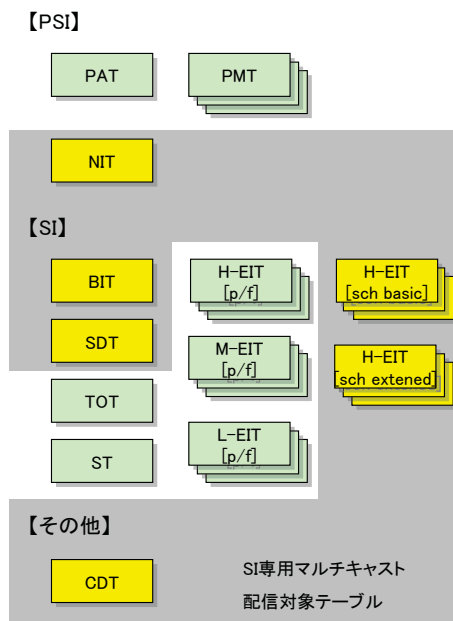 【PSI】
PAT
PMT
NIT
【SI】
BIT
H-EIT
[p/f]
H-EIT
[sch basic]
SDT
M-EIT
[p/f]
H-EIT
[sch extened]
TOT
L-EIT
[p/f]
ST
【その他】
CDT
SI専用マルチキャスト
配信対象テーブル